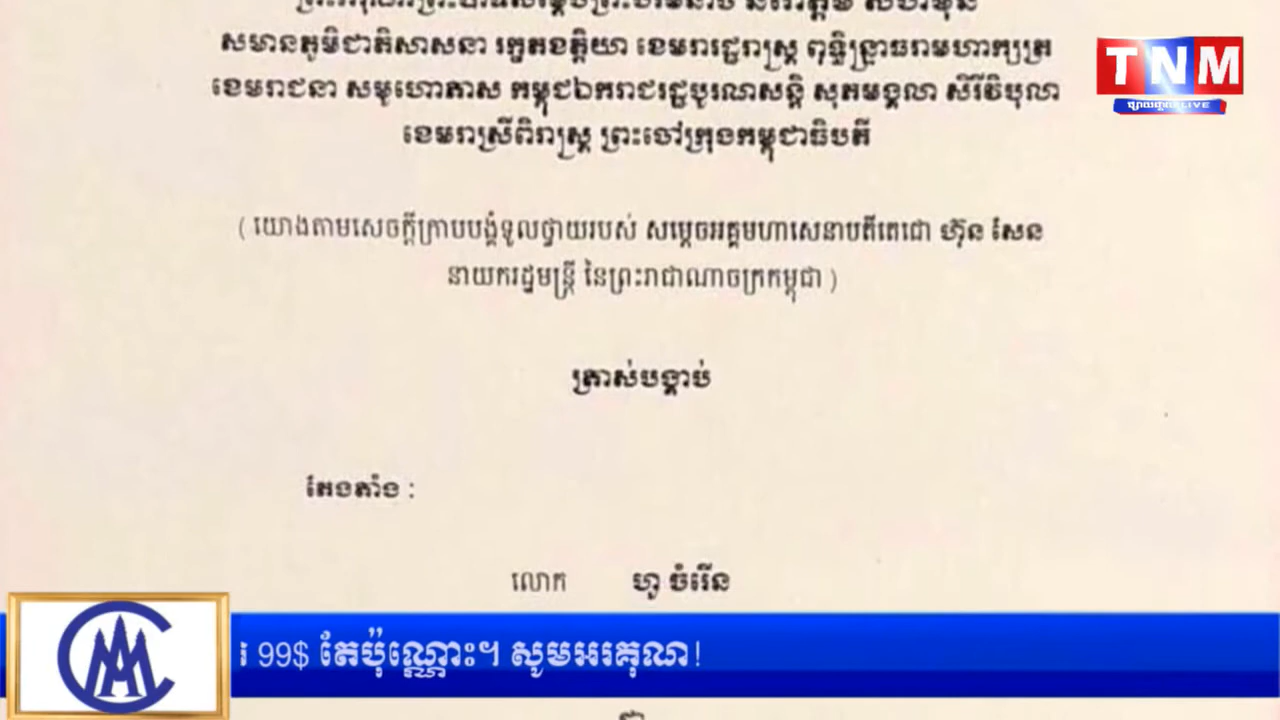 សមានភូមិជាតិសាសនា រក្ខតខត្តិយា ខេមរារដ្ឋរាស្ត្រ ពុទ្ធិន្ទ្រាធរាមហាក្សត្រ
ខេមរាជនា សមូហោភាស កម្ពុជឯករាជរដ្ឋបូរណសន្តិ សុភមង្គលា សិរីវិបុលា
ខេមរាស្រីពិរាស្ត្រ ព្រះចៅក្រុងកម្ពុជាធិបតី
( យោងតាមសេចក្តីក្រាបបង្គំទូលថ្វាយរបស់ សម្តេចអគ្គមហាសេនាបតីតេជោ ហ៊ុន សែន
នាយករដ្ឋមន្ត្រី នៃព្រះរាជាណាចក្រកម្ពុជា )
ត្រាស់បង្គាប់
តែងតាំង :
លោក ហូ ចំរើន
99$ តែប៉ុណ្ណោះ។ សូមអរគុណ!
TNM
LIVE